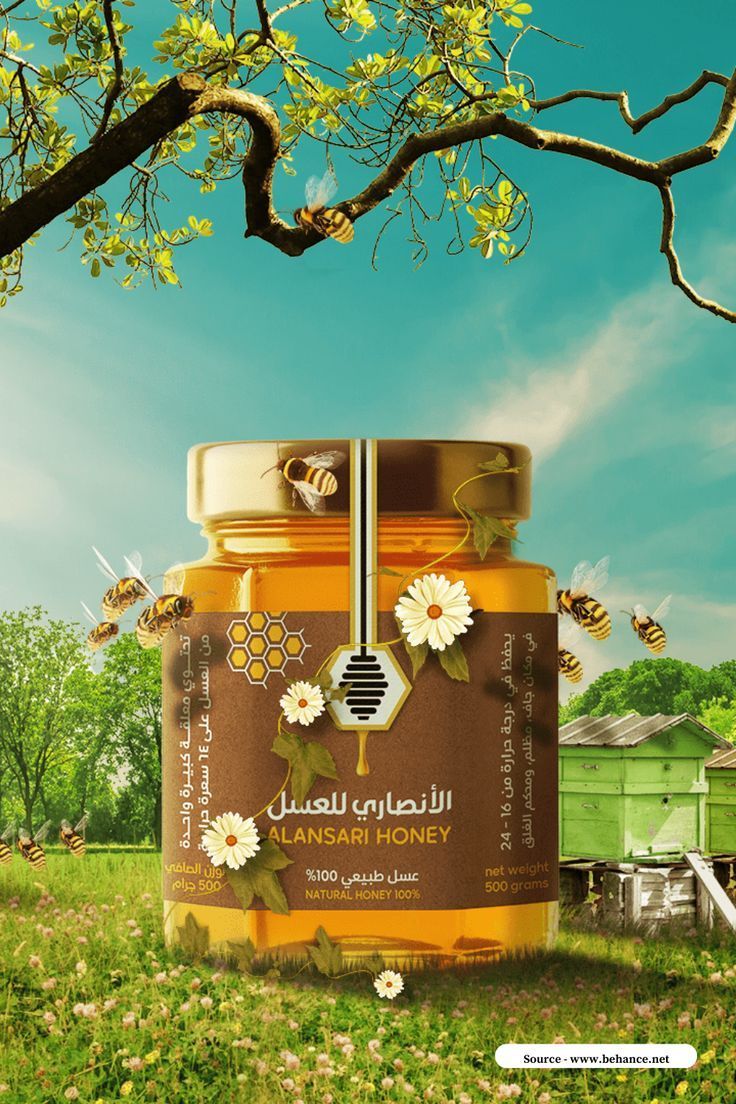 تحتوي معلقة كبيرة واحدة
من العسل على ٦٤ سعرة حرارية
الأنصاري للعسل
ALANSARI HONEY
عسل طبيعي 100%
NATURAL HONEY 100%
يحفظ في درجة حرارة من 16 - 24
في مكان جاف، مظلم، ومحكم الغلق
الوزن الصافي
500 جرام
net weight
500 grams
Source - www.behance.net